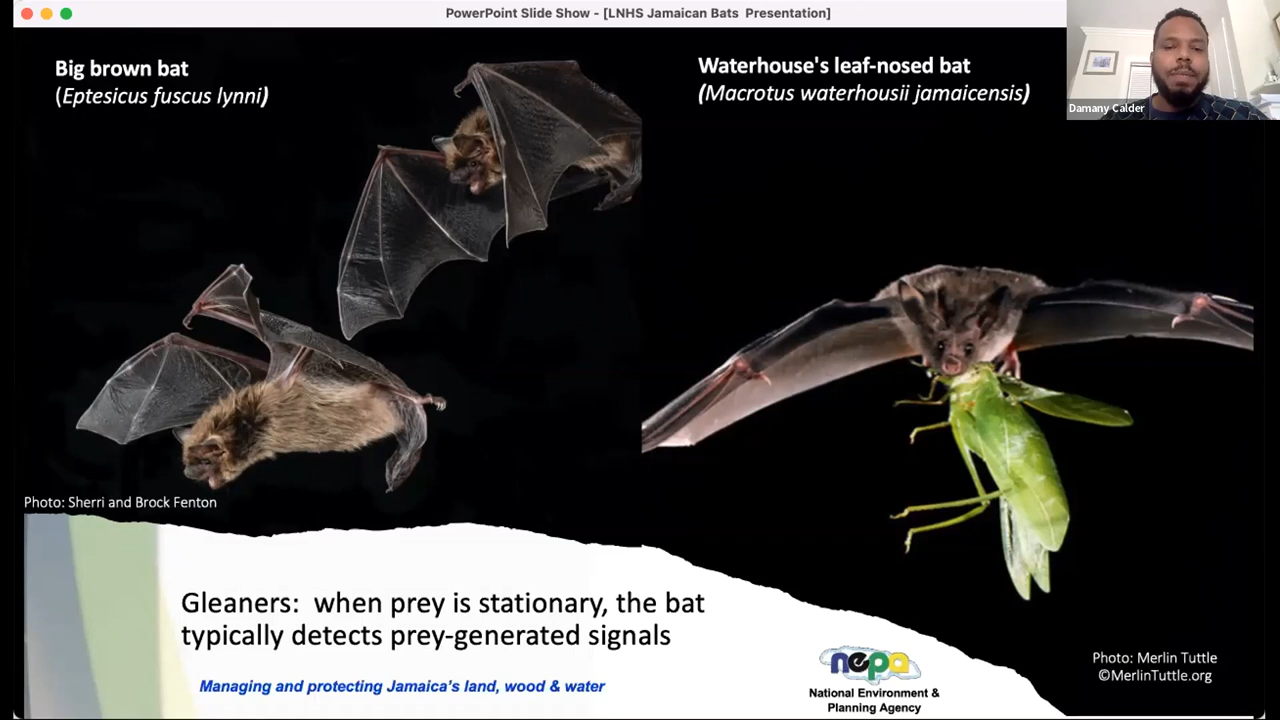 PowerPoint Slide Show - [LNHS Jamaican Bats  Presentation]
Damany Calder
Big brown bat
(Eptesicus fuscus lynni)
Waterhouse's leaf-nosed bat
(Macrotus waterhousii jamaicensis)
Photo: Sherri and Brock Fenton
Gleaners:  when prey is stationary, the bat
typically detects prey-generated signals
Managing and protecting Jamaica's land, wood & water
nepa
National Environment &
Planning Agency
Photo: Merlin Tuttle
©MerlinTuttle.org